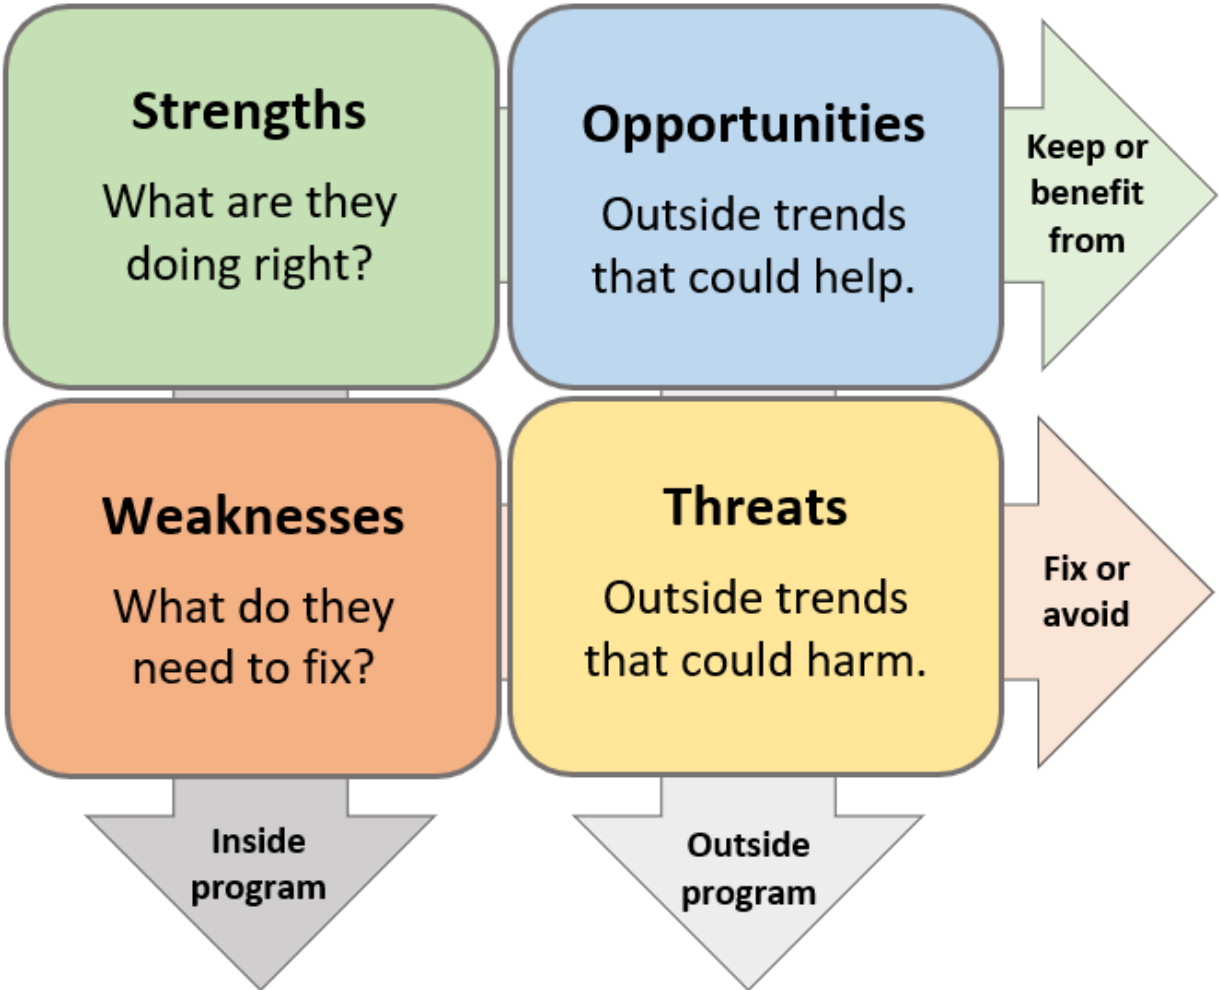 Strengths
What are they
doing right?
Opportunities
Outside trends
that could help.
Keep or
benefit
from
Weaknesses
What do they
need to fix?
Threats
Outside trends
that could harm.
Fix or
avoid
Inside
program
Outside
program